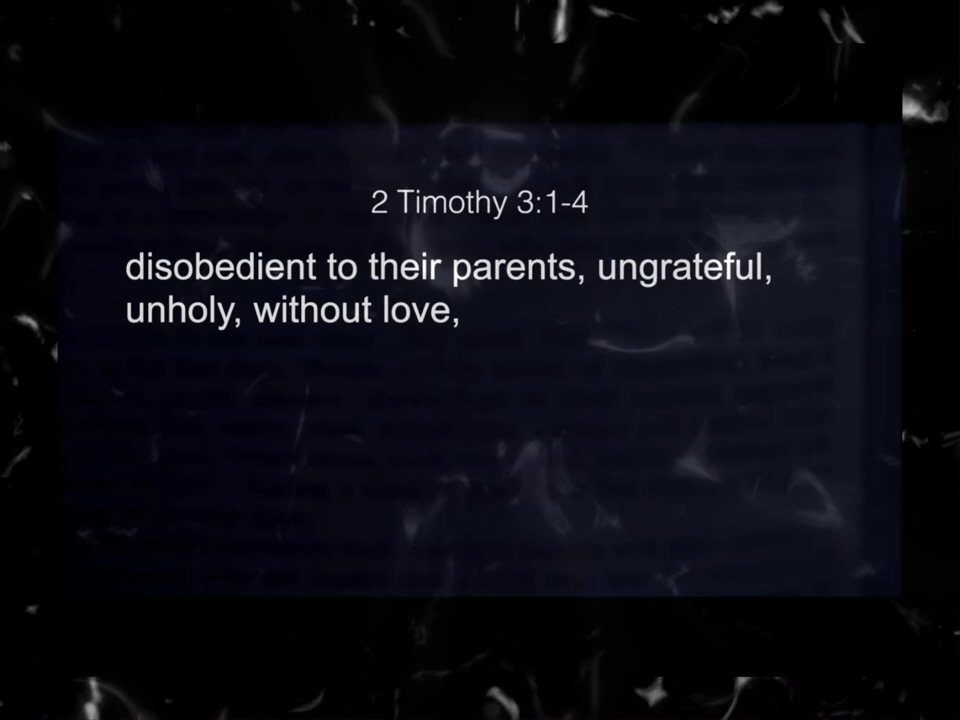 2 Timothy 3:1-4
disobedient to their parents, ungrateful,
unholy, without love,